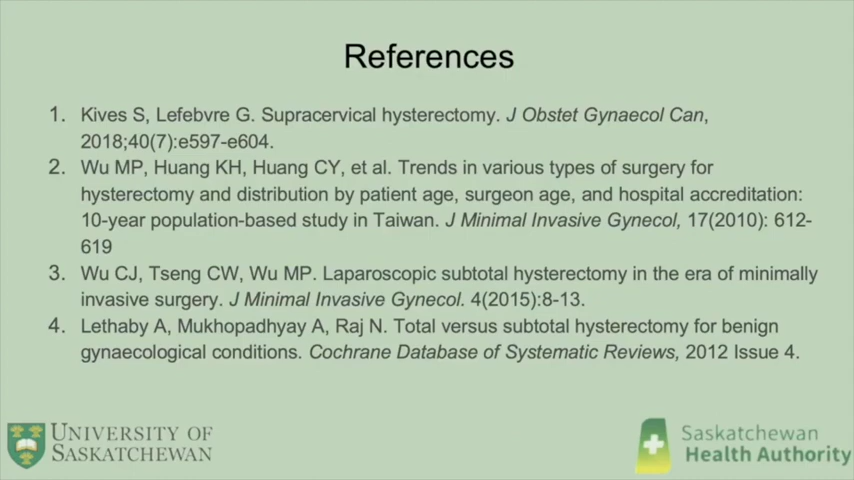 References
1. Kives S, Lefebvre G. Supracervical hysterectomy. J Obstet Gynaecol Can,
2018;40(7):e597-e604.
2. Wu MP, Huang KH, Huang CY, et al. Trends in various types of surgery for
hysterectomy and distribution by patient age, surgeon age, and hospital accreditation:
10-year population-based study in Taiwan. J Minimal Invasive Gynecol, 17(2010): 612-
619
3. Wu CJ, Tseng CW, Wu MP. Laparoscopic subtotal hysterectomy in the era of minimally
invasive surgery. J Minimal Invasive Gynecol. 4(2015):8-13.
4. Lethaby A, Mukhopadhyay A, Raj N. Total versus subtotal hysterectomy for benign
gynaecological conditions. Cochrane Database of Systematic Reviews, 2012 Issue 4.
UNIVERSITY OF
SASKATCHEWAN
Saskatchewan
Health Authority